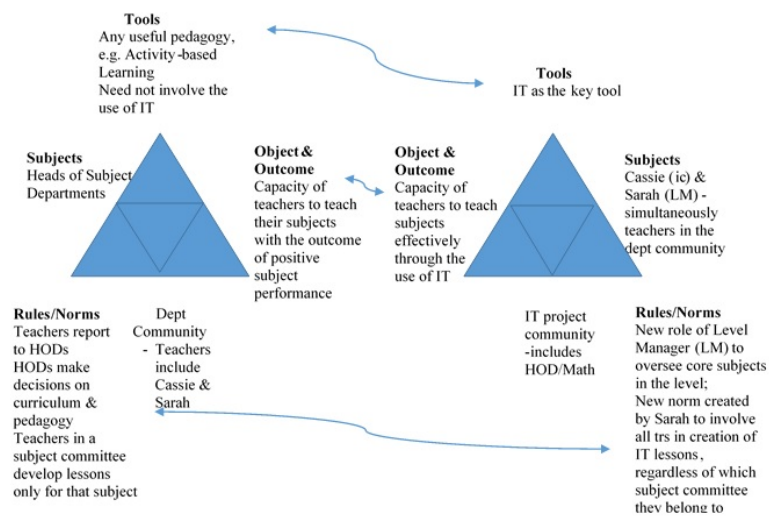 Tools
Any useful pedagogy,
e.g. Activity-based
Learning
Need not involve the
use of IT
Tools
IT as the key tool
Subjects
Heads of Subject
Departments
Object &
Outcome
Capacity of
teachers to teach
their subjects
with the outcome
of positive
subject
performance
Object &
Outcome
Capacity of
teachers to teach
subjects
effectively
through the
use of IT
Subjects
Cassie (ic) &
Sarah (LM) -
simultaneously
teachers in the
dept community
Rules/Norms
Teachers report
to HODs
HODs make
decisions on
curriculum &
pedagogy
Teachers in a
subject committee
develop lessons
only for that subject
Dept
Community
- Teachers
include
Cassie &
Sarah
IT project
community
-includes
HOD/Math
Rules/Norms
New role of Level
Manager (LM) to
oversee core subjects
in the level;
New norm created
by Sarah to involve
all trs in creation of
IT lessons,
regardless of which
subject committee
they belong to